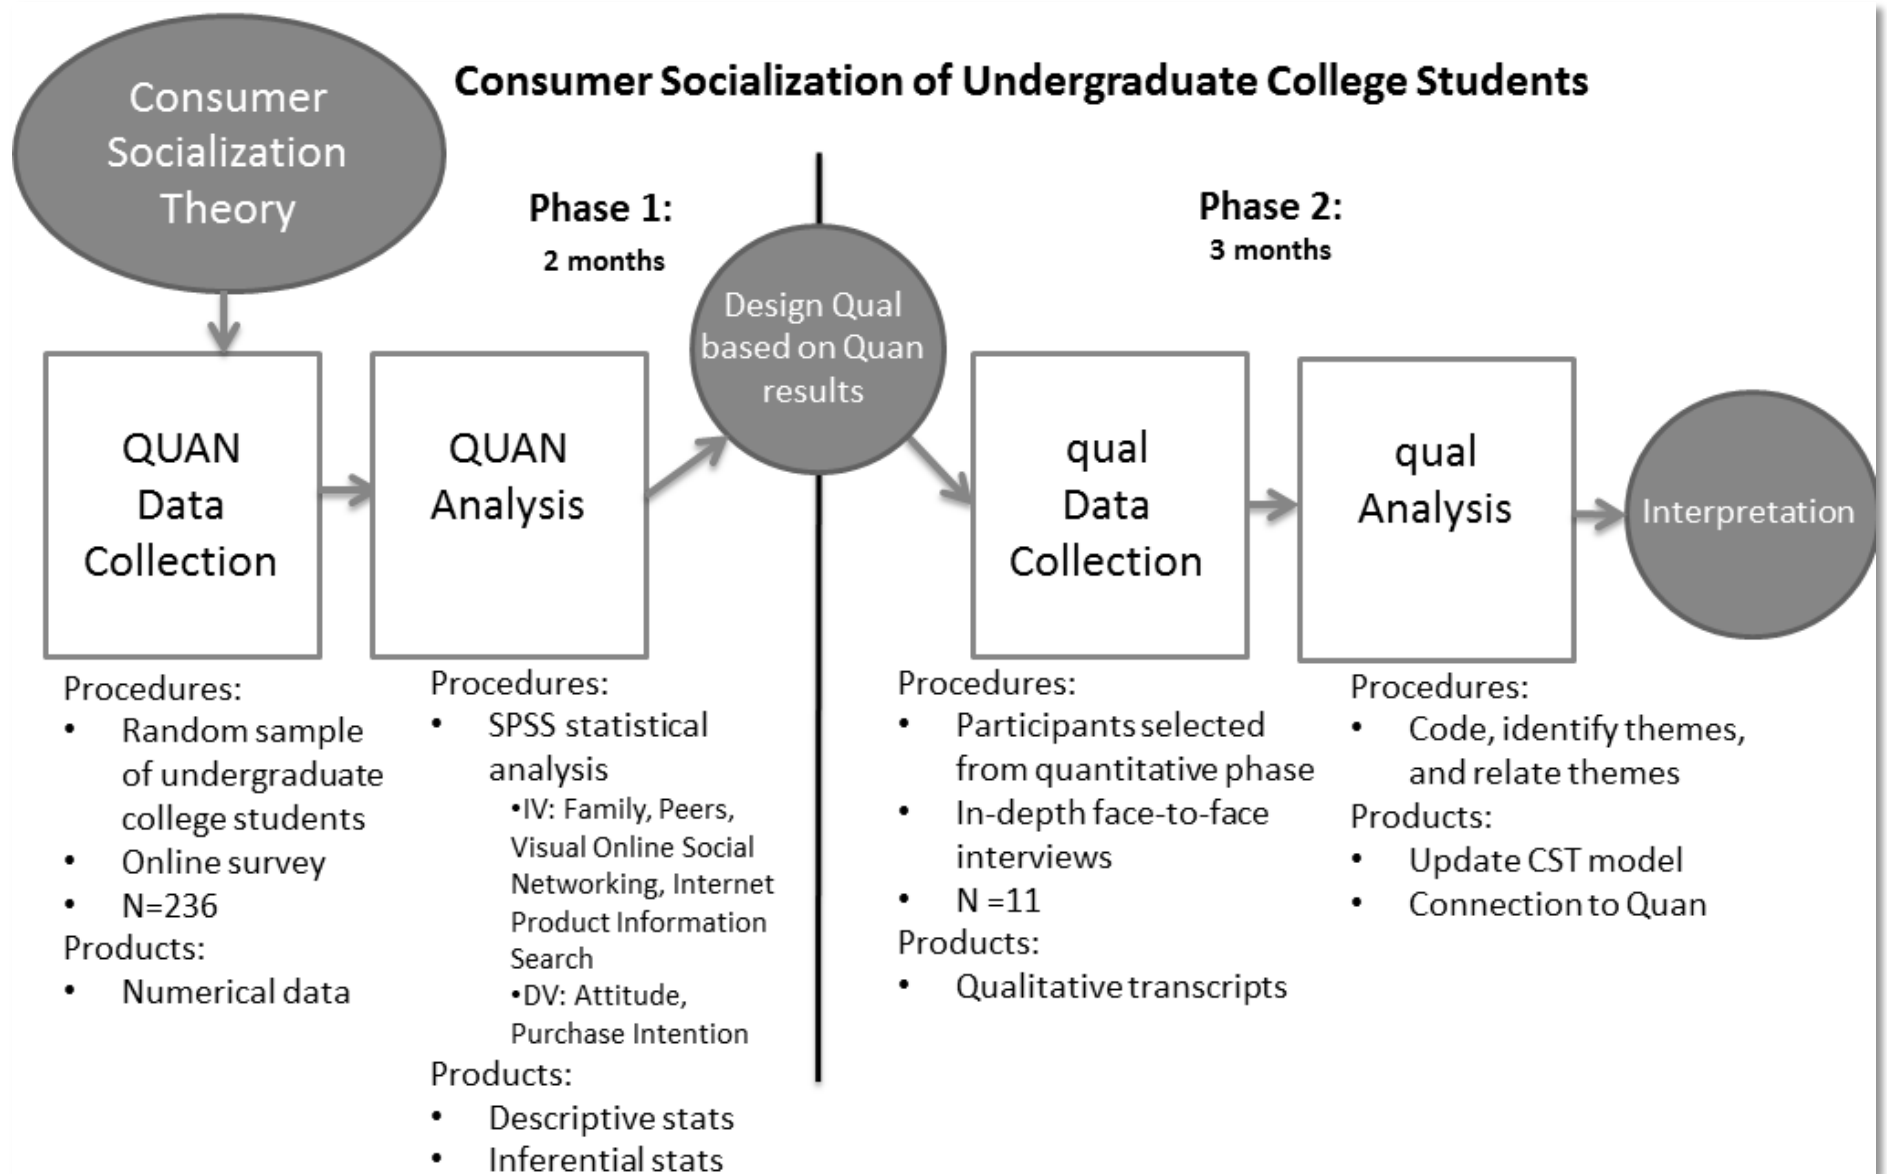 Consumer
Socialization
Theory
Consumer Socialization of Undergraduate College Students
Phase 1:
2 months
Phase 2:
3 months
Design Qual
based on Quan
results
QUAN
Data
Collection
QUAN
Analysis
qual
Data
Collection
qual
Analysis
Interpretation
Procedures:
• Random sample
of undergraduate
college students
• Online survey
• N=236
Products:
• Numerical data
Procedures:
• SPSS statistical
analysis
•IV: Family, Peers,
Visual Online Social
Networking, Internet
Product Information
Search
•DV: Attitude,
Purchase Intention
Products:
• Descriptive stats
• Inferential stats
Procedures:
• Participants selected
from quantitative phase
• In-depth face-to-face
interviews
• N =11
Products:
• Qualitative transcripts
Procedures:
• Code, identify themes,
and relate themes
Products:
• Update CST model
• Connection to Quan